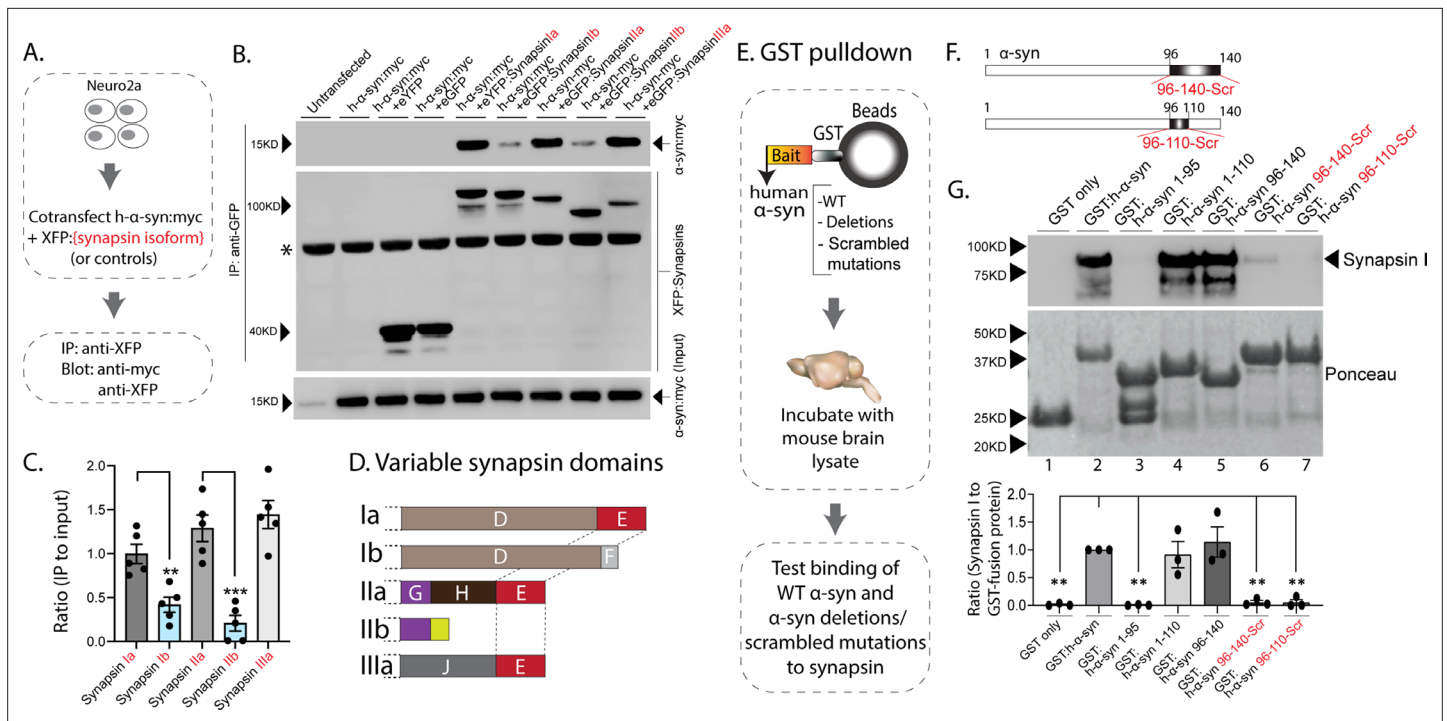 A.
Neuro2a
Cotransfect h-α-syn:myc
+ XFP:{synapsin isoform}
(or controls)
IP: anti-XFP
Blot: anti-myc
anti-XFP
B.
Untransfected
h-α-syn:myc
h-α-syn:myc
+eYFP
h-α-syn:myc
+eGFP
h-α-syn:myc
+eYFP:SynapsinIa
h-α-syn:myc
+eGFP:SynapsinIb
h-α-syn-myc
+eGFP:SynapsinIIa
h-α-syn-myc
+eGFP:SynapsinIIb
h-α-syn-myc
+eGFP:SynapsinIIIa
15KD
α-syn:myc
IP: anti-GFP
100KD
*
40KD
XFP:Synapsins
15KD
α-syn:myc (Input)
C.
Ratio (IP to input)
2.0
1.5
1.0
0.5
0.0
**
***
Synapsin Ia
Synapsin Ib
Synapsin IIa
Synapsin IIb
Synapsin IIIa
D. Variable synapsin domains
Ia
D
E
Ib
D
F
IIa
G
H
E
IIb
IIIa
J
E
E. GST pulldown
Beads
GST
Bait
human
α-syn
-WT
- Deletions
- Scrambled
mutations
Incubate with
mouse brain
lysate
Test binding of
WT α-syn and
α-syn deletions/
scrambled mutations
to synapsin
F.
1 α-syn
96
140
96-140-Scr
1
96 110
140
96-110-Scr
G.
GST only
GST:h-α-syn
GST:
h-α-syn 1-95
GST:
h-α-syn 1-110
GST:
h-α-syn 96-140
GST:
h-α-syn 96-140-Scr
GST:
h-α-syn 96-110-Scr
100KD
75KD
Synapsin I
50KD
37KD
25KD
20KD
Ponceau
1 2 3 4 5 6 7
Ratio (Synapsin I to
GST-fusion protein)
2.0
1.5
1.0
0.5
0.0
**
**
**
**
GST only
GST:h-α-syn
GST:
h-α-syn 1-95
GST:
h-α-syn 1-110
GST:
h-α-syn 96-140
GST:
h-α-syn 96-140-Scr
GST:
h-α-syn 96-110-Scr